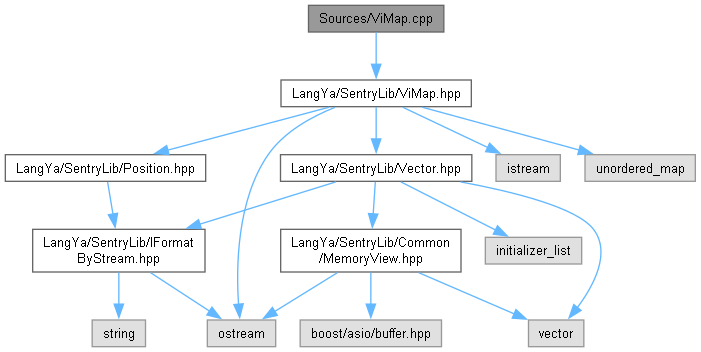 Sources/ViMap.cpp
LangYa/SentryLib/ViMap.hpp
LangYa/SentryLib/Position.hpp
LangYa/SentryLib/Vector.hpp
istream
unordered_map
LangYa/SentryLib/IFormat
ByStream.hpp
LangYa/SentryLib/Common
/MemoryView.hpp
initializer_list
string
ostream
boost/asio/buffer.hpp
vector